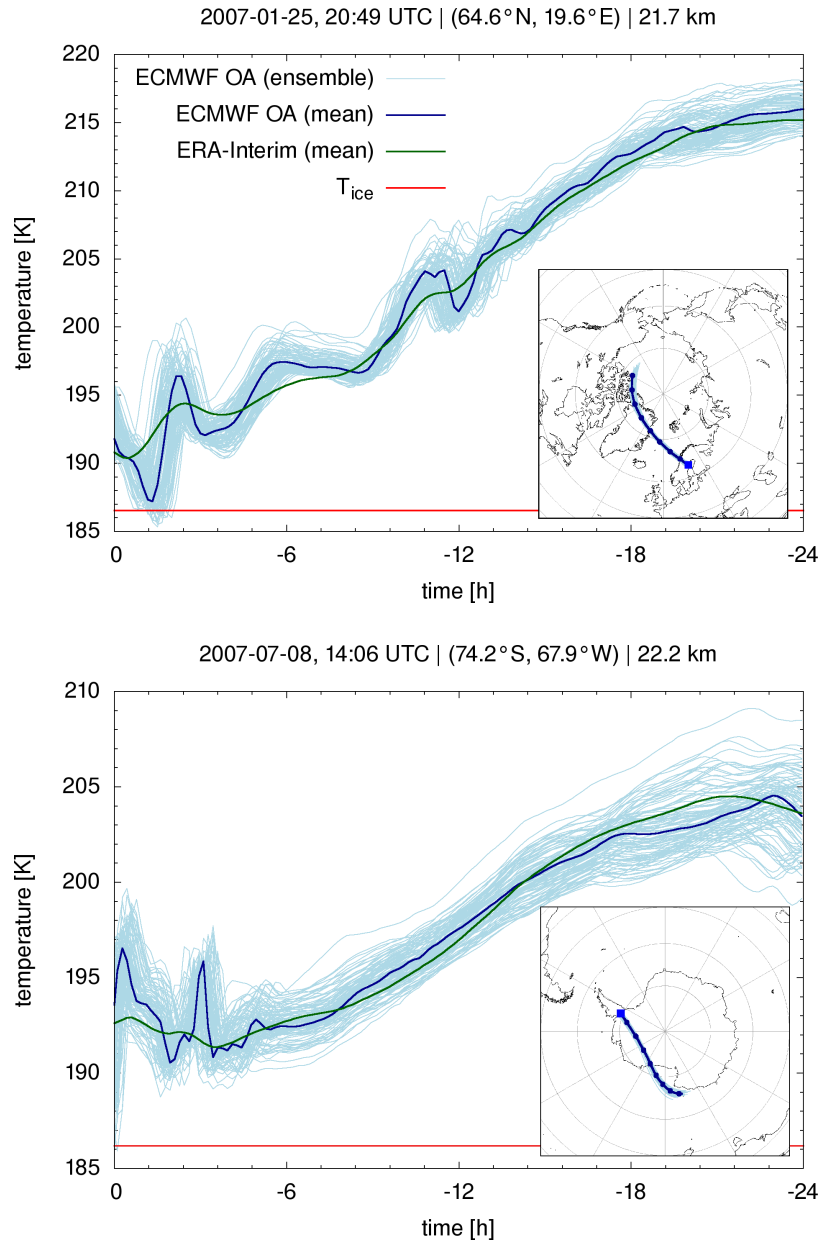 2007-01-25, 20:49 UTC | (64.6°N, 19.6°E) | 21.7 km
220
215
210
205
200
195
190
185
temperature [K]
ECMWF OA (ensemble)
ECMWF OA (mean)
ERA-Interim (mean)
Tice
0 -6 -12 -18 -24
time [h]
2007-07-08, 14:06 UTC | (74.2°S, 67.9°W) | 22.2 km
210
205
200
195
190
185
temperature [K]
0 -6 -12 -18 -24
time [h]